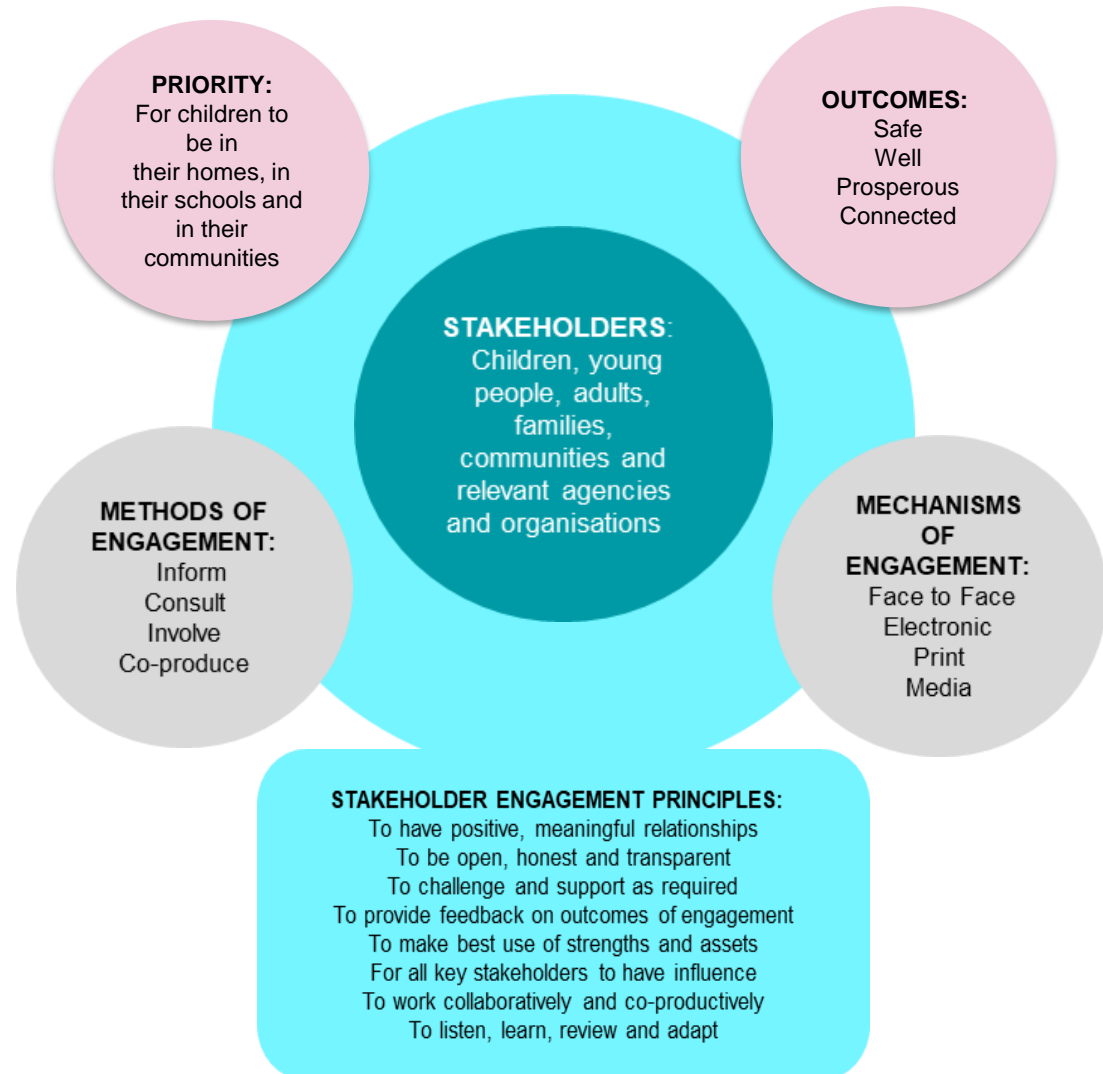 PRIORITY:
For children to
be in
their homes, in
their schools and
in their
communities
OUTCOMES:
Safe
Well
Prosperous
Connected
STAKEHOLDERS:
Children, young
people, adults,
families,
communities and
relevant agencies
and organisations
METHODS OF
ENGAGEMENT:
Inform
Consult
Involve
Co-produce
MECHANISMS
OF
ENGAGEMENT:
Face to Face
Electronic
Print
Media
STAKEHOLDER ENGAGEMENT PRINCIPLES:
To have positive, meaningful relationships
To be open, honest and transparent
To challenge and support as required
To provide feedback on outcomes of engagement
To make best use of strengths and assets
For all key stakeholders to have influence
To work collaboratively and co-productively
To listen, learn, review and adapt